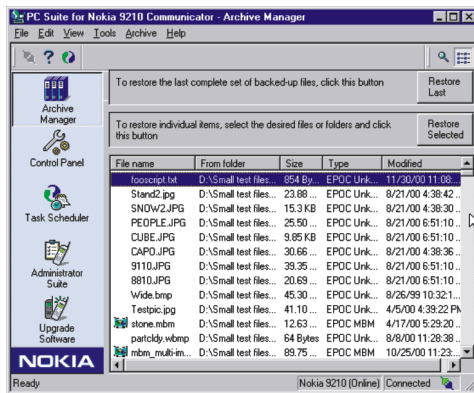 PC Suite for Nokia 9210 Communicator - Archive Manager
File Edit View Tools Archive Help
To restore the last complete set of backed-up files, click this button
Restore Last
To restore individual items, select the desired files or folders and click this button
Restore Selected
Archive Manager
Control Panel
Task Scheduler
Administrator Suite
Upgrade Software
NOKIA
File name From folder Size Type Modified
fooscript.txt D:\Small test files... 854 By... EPOC Unk... 11/30/00 11:08:...
Stand2.jpg D:\Small test files... 23.88 ... EPOC Unk... 8/21/00 4:38:42 ...
SNOW2.JPG D:\Small test files... 15.3 KB EPOC Unk... 8/21/00 4:38:30 ...
PEOPLE.JPG D:\Small test files... 25.50 ... EPOC Unk... 8/21/00 6:51:10 ...
CUBE.JPG D:\Small test files... 9.85 KB EPOC Unk... 8/21/00 6:51:10 ...
CAPO.JPG D:\Small test files... 30.66 ... EPOC Unk... 8/21/00 4:38:36 ...
9110.JPG D:\Small test files... 39.35 ... EPOC Unk... 8/21/00 6:51:10 ...
8810.JPG D:\Small test files... 20.69 ... EPOC Unk... 8/21/00 6:51:10 ...
Wide.bmp D:\Small test files... 45.30 ... EPOC Unk... 8/26/99 10:32:1...
Testpic.jpg D:\Small test files... 41.10 ... EPOC Unk... 4/5/00 4:39:22 PM
stone.mbm D:\Small test files... 12.63 ... EPOC MBM 4/17/00 5:29:20 ...
partcldy.wbmp D:\Small test files... 64 Bytes EPOC Unk... 8/8/00 11:28:38 ...
mbm_multi-im... D:\Small test files... 89.75 ... EPOC MBM 10/25/00 11:23:...
Ready Nokia 9210 (Online) Connected